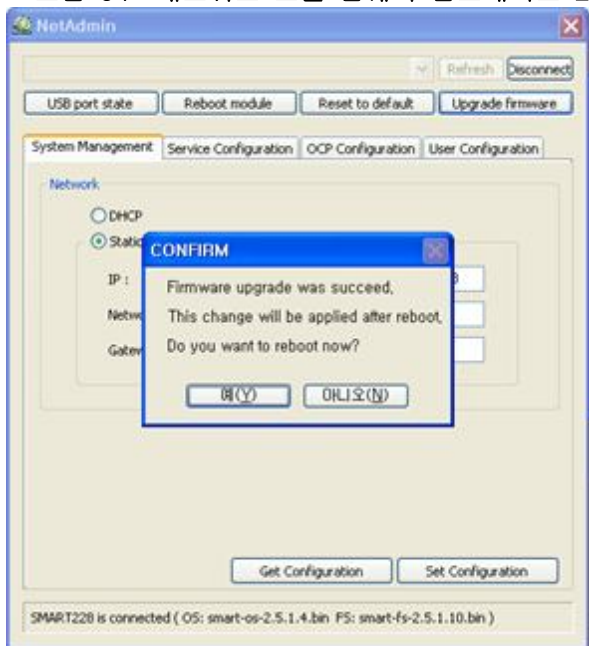 NetAdmin
Refresh Disconnect
USB port state Reboot module Reset to default Upgrade firmware
System Management Service Configuration OCP Configuration User Configuration
Network
DHCP
Static
IP :
CONFIRM
Firmware upgrade was succeed,
This change will be applied after reboot,
Do you want to reboot now?
예(Y) 아니오(N)
Get Configuration Set Configuration
SMART228 is connected ( OS: smart-os-2.5.1.4.bin FS: smart-fs-2.5.1.10.bin )